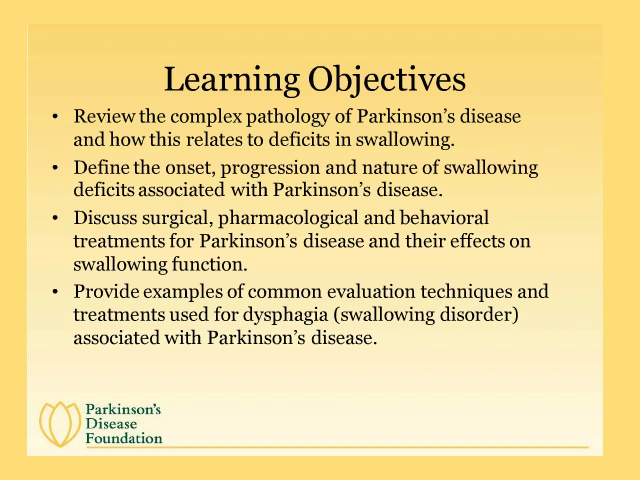 Learning Objectives
• Review the complex pathology of Parkinson’s disease
and how this relates to deficits in swallowing.
• Define the onset, progression and nature of swallowing
deficits associated with Parkinson’s disease.
• Discuss surgical, pharmacological and behavioral
treatments for Parkinson’s disease and their effects on
swallowing function.
• Provide examples of common evaluation techniques and
treatments used for dysphagia (swallowing disorder)
associated with Parkinson’s disease.
Parkinson’s
Disease
Foundation